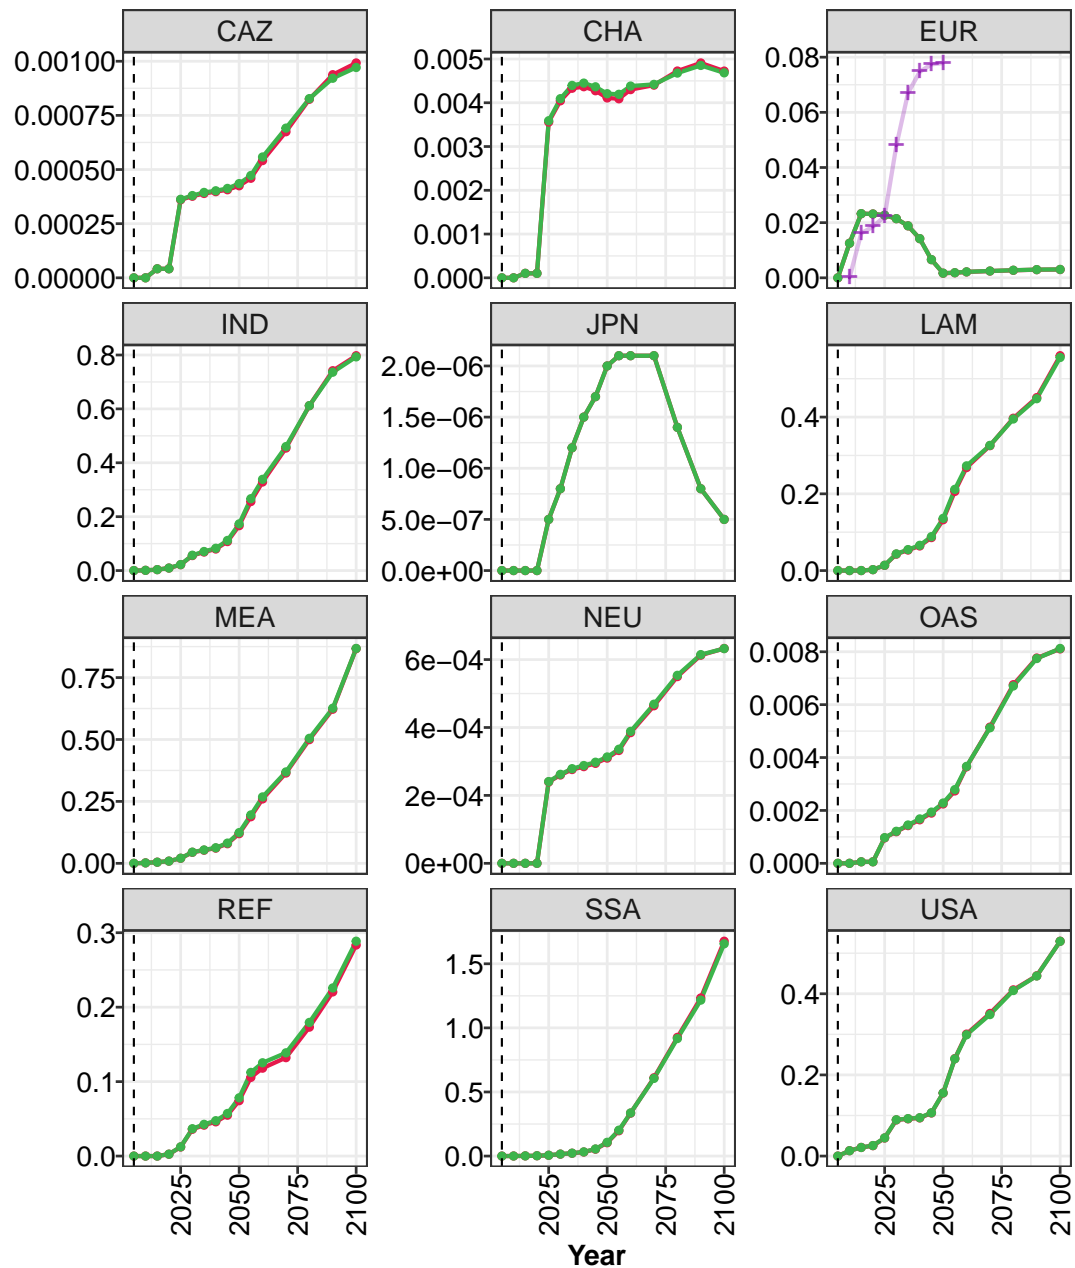 CAZ
CHA
EUR
0.00100
0.00075
0.00050
0.00025
0.00000
0.005
0.004
0.003
0.002
0.001
0.000
0.08
0.06
0.04
0.02
0.00
IND
JPN
LAM
0.8
0.6
0.4
0.2
0.0
2.0e−06
1.5e−06
1.0e−06
5.0e−07
0.0e+00
0.4
0.2
0.0
MEA
NEU
OAS
0.75
0.50
0.25
0.00
6e−04
4e−04
2e−04
0e+00
0.008
0.006
0.004
0.002
0.000
REF
SSA
USA
0.3
0.2
0.1
0.0
1.5
1.0
0.5
0.0
0.4
0.2
0.0
2025
2050
2075
2100
2025
2050
2075
2100
2025
2050
2075
2100
Year